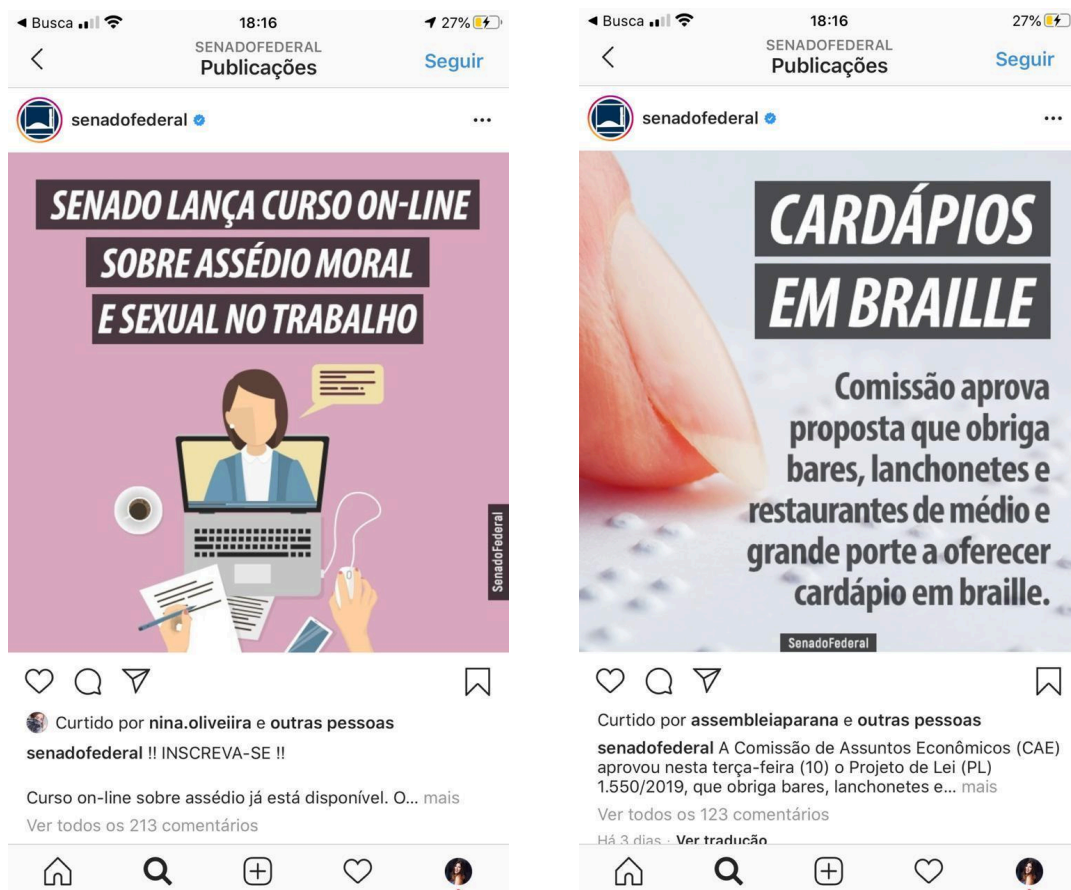 Busca
18:16
27%
SENADOFEDERAL
Publicações
Seguir
senadofederal
SENADO LANÇA CURSO ON-LINE
SOBRE ASSÉDIO MORAL
E SEXUAL NO TRABALHO
SenadoFederal
Curtido por nina.oliveiira e outras pessoas
senadofederal !! INSCREVA-SE !!
Curso on-line sobre assédio já está disponível. O... mais
Ver todos os 213 comentários
Busca
18:16
27%
SENADOFEDERAL
Publicações
Seguir
senadofederal
CARDÁPIOS
EM BRAILLE
Comissão aprova
proposta que obriga
bares, lanchonetes e
restaurantes de médio e
grande porte a oferecer
cardápio em braille.
SenadoFederal
Curtido por assembleiaparana e outras pessoas
senadofederal A Comissão de Assuntos Econômicos (CAE)
aprovou nesta terça-feira (10) o Projeto de Lei (PL)
1.550/2019, que obriga bares, lanchonetes e... mais
Ver todos os 123 comentários
Há 3 dias · Ver tradução